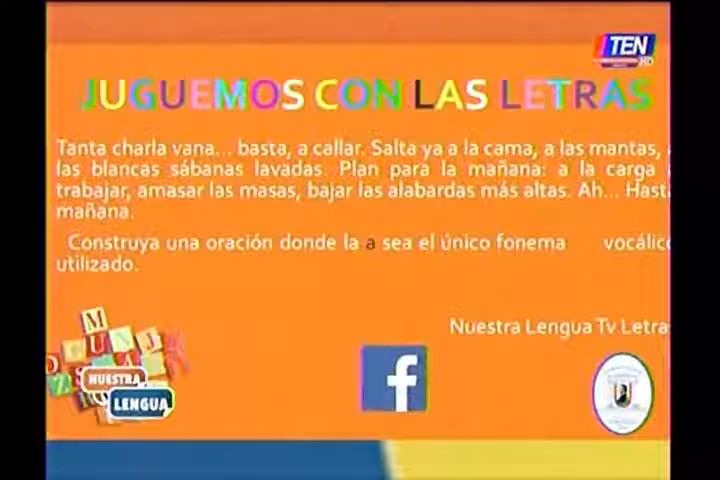 TEN
HD
JUGUEMOS CON LAS LETRAS
Tanta charla vana... basta, a callar. Salta ya a la cama, a las mantas, a
las blancas sábanas lavadas. Plan para la mañana: a la carga a
trabajar, amasar las masas, bajar las alabardas más altas. Ah... Hasta
mañana.
Construya una oración donde la a sea el único fonema vocálico
utilizado.
Nuestra Lengua Tv Letra
NUESTRA
LENGUA
f